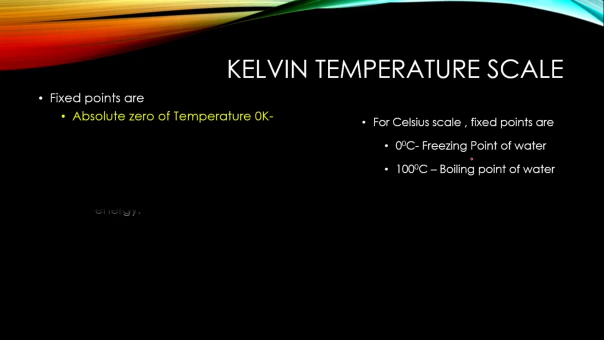 KELVIN TEMPERATURE SCALE
• Fixed points are
• Absolute zero of Temperature 0K-
energy.
• For Celsius scale , fixed points are
• 0⁰C- Freezing Point of water
• 100⁰C – Boiling point of water